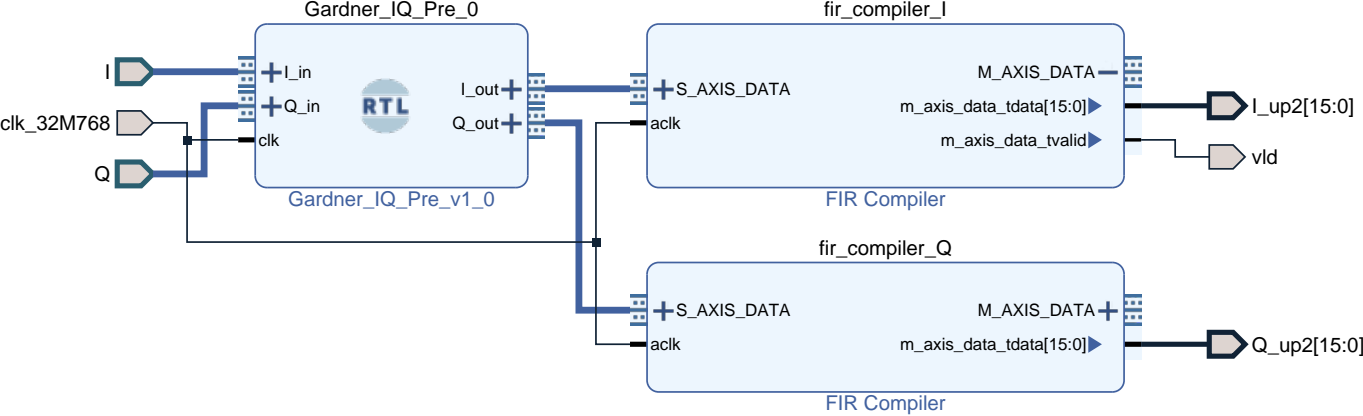 Gardner_IQ_Pre_0
I
I_in
Q_in
clk_32M768
clk
Q
RTL
I_out
Q_out
Gardner_IQ_Pre_v1_0
fir_compiler_I
S_AXIS_DATA
aclk
M_AXIS_DATA
m_axis_data_tdata[15:0]
m_axis_data_tvalid
I_up2[15:0]
vld
FIR Compiler
fir_compiler_Q
S_AXIS_DATA
aclk
M_AXIS_DATA
m_axis_data_tdata[15:0]
Q_up2[15:0]
FIR Compiler